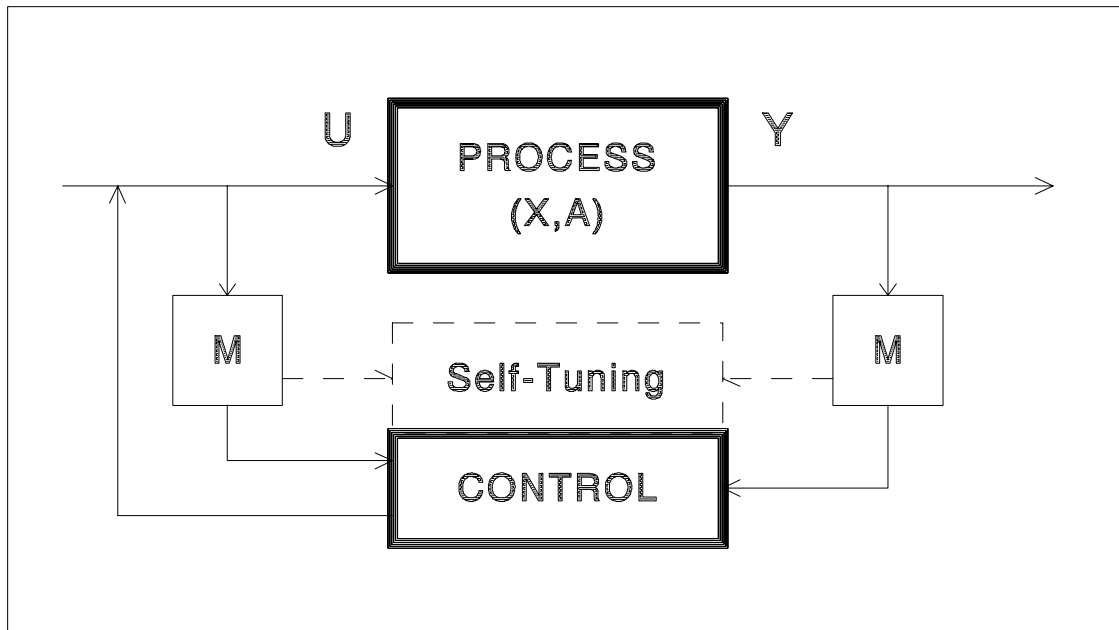 U
PROCESS
(X,A)
Y
M
Self-Tuning
M
CONTROL